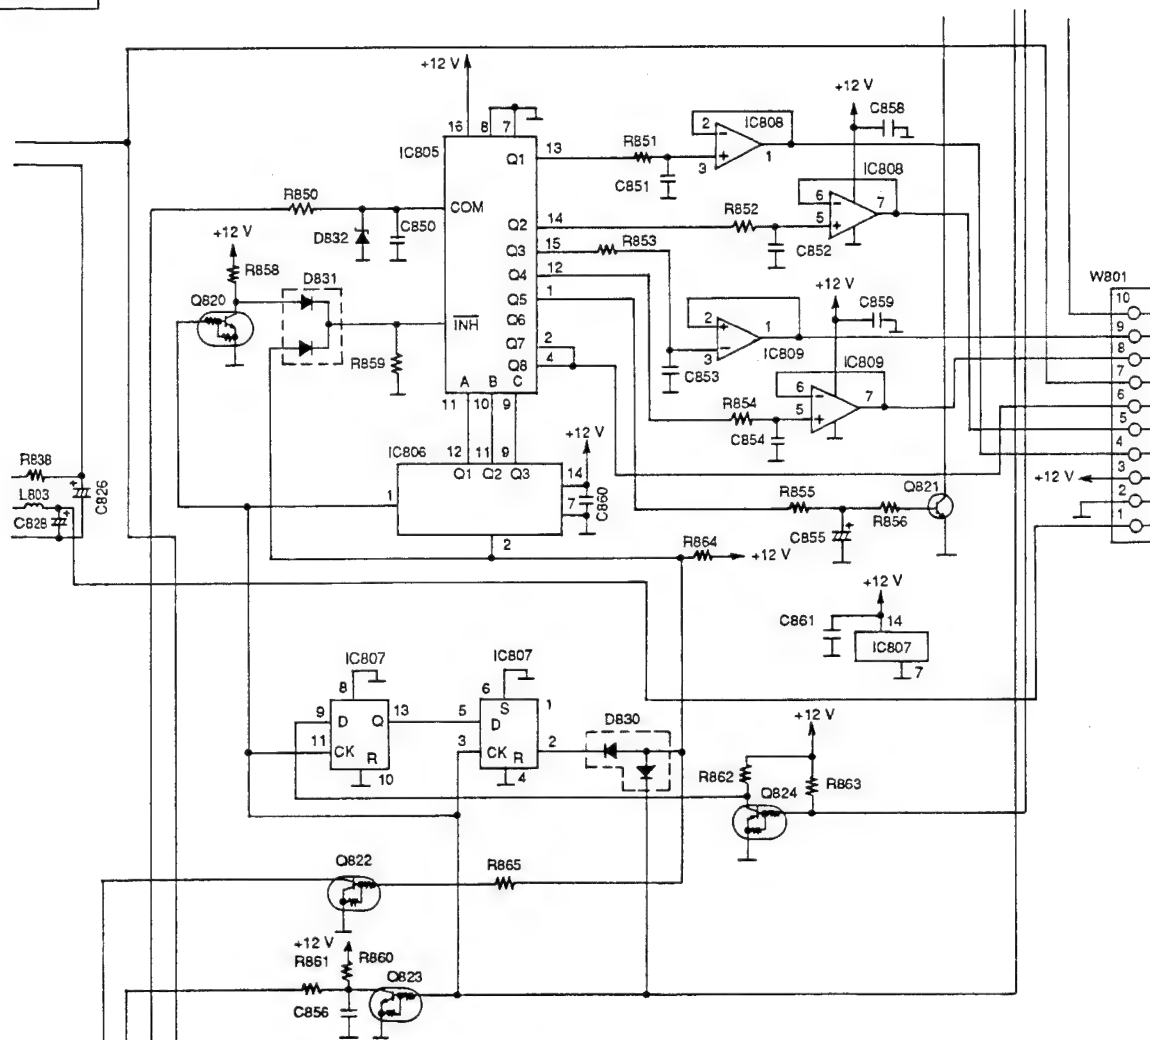 +12 V
16 8 7
IC805
Q1 13
R851
2 IC808
3 + 1
C851
+12 V
C858
IC808
6 −
5 + 7
R850
COM
D832
C850
Q2 14
R852
C852
Q3 15
R853
Q4 12
Q5 1
Q6
Q7 2
Q8 4
+12 V
R858
Q820
D831
INH
R859
A B C
11 10 9
2 +
3 − 1
IC809
C853
+12 V
C859
IC809
6 −
5 + 7
R854
C854
W801
10
9
8
7
6
5
4
3
2
1
+12 V
IC806
12 11 9
Q1 Q2 Q3
1
14
7
2
+12 V
C860
R838
L803
C826
C828
R855
C855
R856
Q821
R864
+12 V
+12 V
C861
14
IC807
7
IC807
8
9 D Q 13
11 CK
R
10
IC807
6
S
1
5 D
3 CK R 2
4
D830
+12 V
R862
R863
Q824
Q822
R865
+12 V
R861
R860
Q823
C856